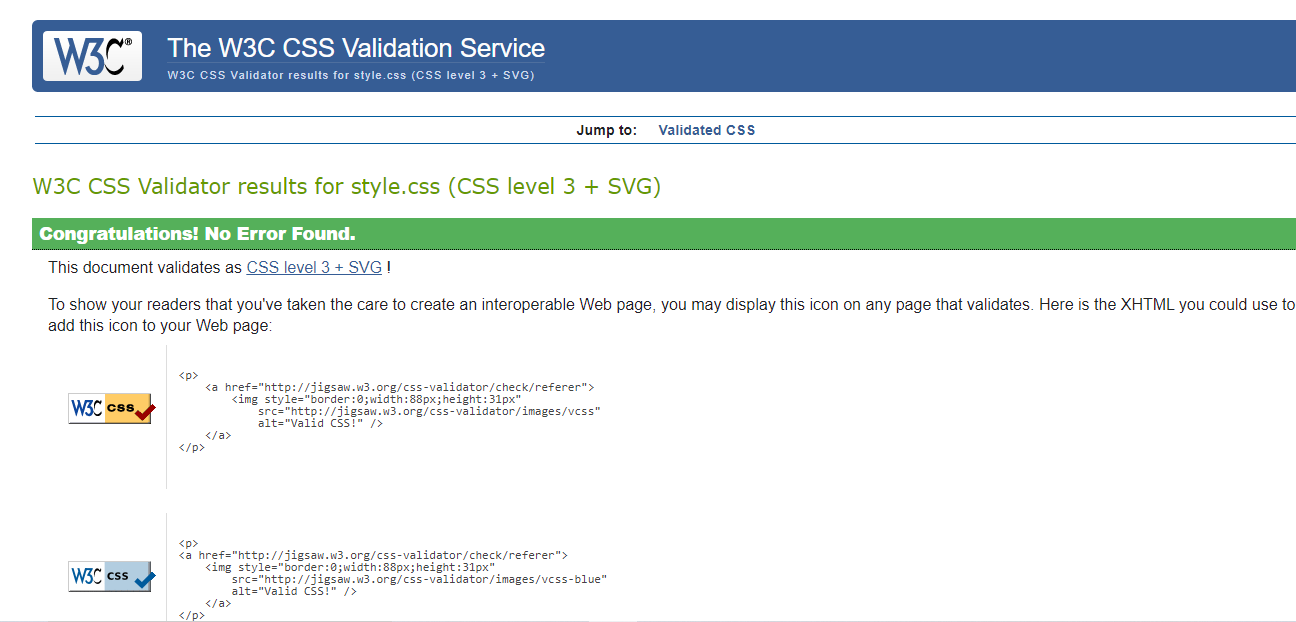 W3C® The W3C CSS Validation Service
W3C CSS Validator results for style.css (CSS level 3 + SVG)
Jump to: Validated CSS
W3C CSS Validator results for style.css (CSS level 3 + SVG)
Congratulations! No Error Found.
This document validates as CSS level 3 + SVG !
To show your readers that you've taken the care to create an interoperable Web page, you may display this icon on any page that validates. Here is the XHTML you could use to
add this icon to your Web page:
W3C css
<p>
    <a href="http://jigsaw.w3.org/css-validator/check/referer">
        <img style="border:0;width:88px;height:31px"
            src="http://jigsaw.w3.org/css-validator/images/vcss"
            alt="Valid CSS!" />
    </a>
</p>
W3C css
<p>
<a href="http://jigsaw.w3.org/css-validator/check/referer">
    <img style="border:0;width:88px;height:31px"
        src="http://jigsaw.w3.org/css-validator/images/vcss-blue"
        alt="Valid CSS!" />
    </a>
</p>